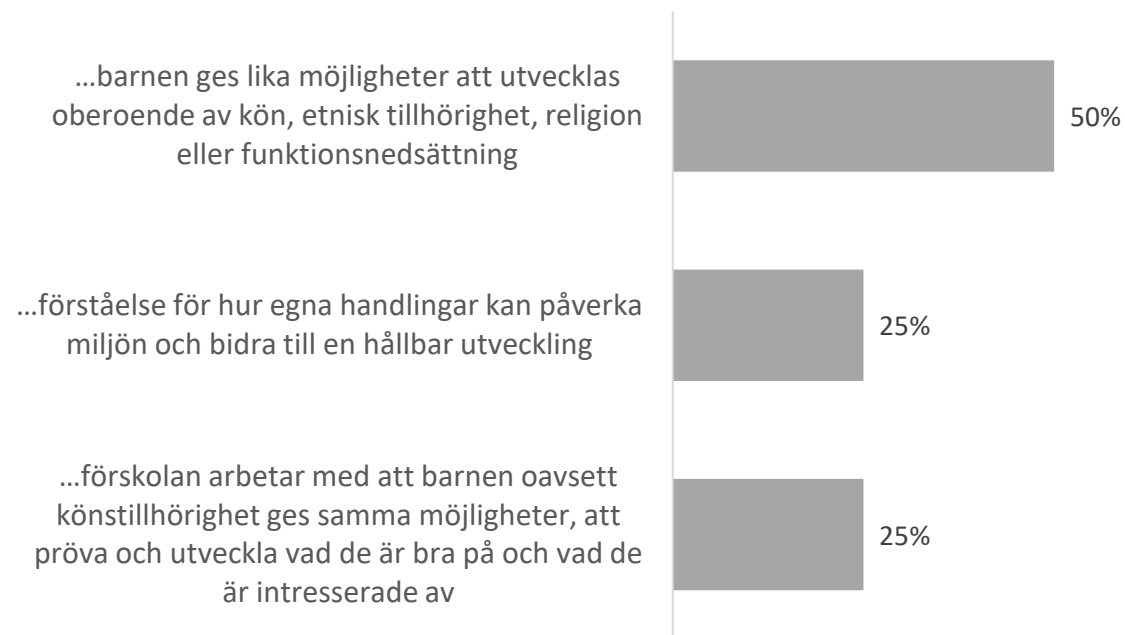 ...barnen ges lika möjligheter att utvecklas
oberoende av kön, etnisk tillhörighet, religion
eller funktionsnedsättning
50%
...förståelse för hur egna handlingar kan påverka
miljön och bidra till en hållbar utveckling
25%
...förskolan arbetar med att barnen oavsett
könstillhörighet ges samma möjligheter, att
pröva och utveckla vad de är bra på och vad de
är intresserade av
25%